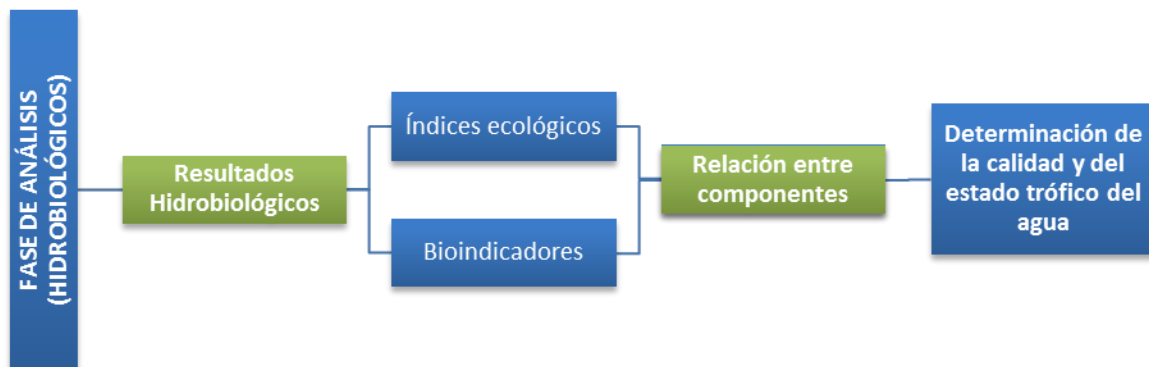 FASE DE ANÁLISIS
(HIDROBIOLÓGICOS)
Resultados
Hidrobiológicos
Índices ecológicos
Bioindicadores
Relación entre
componentes
Determinación de
la calidad y del
estado trófico del
agua